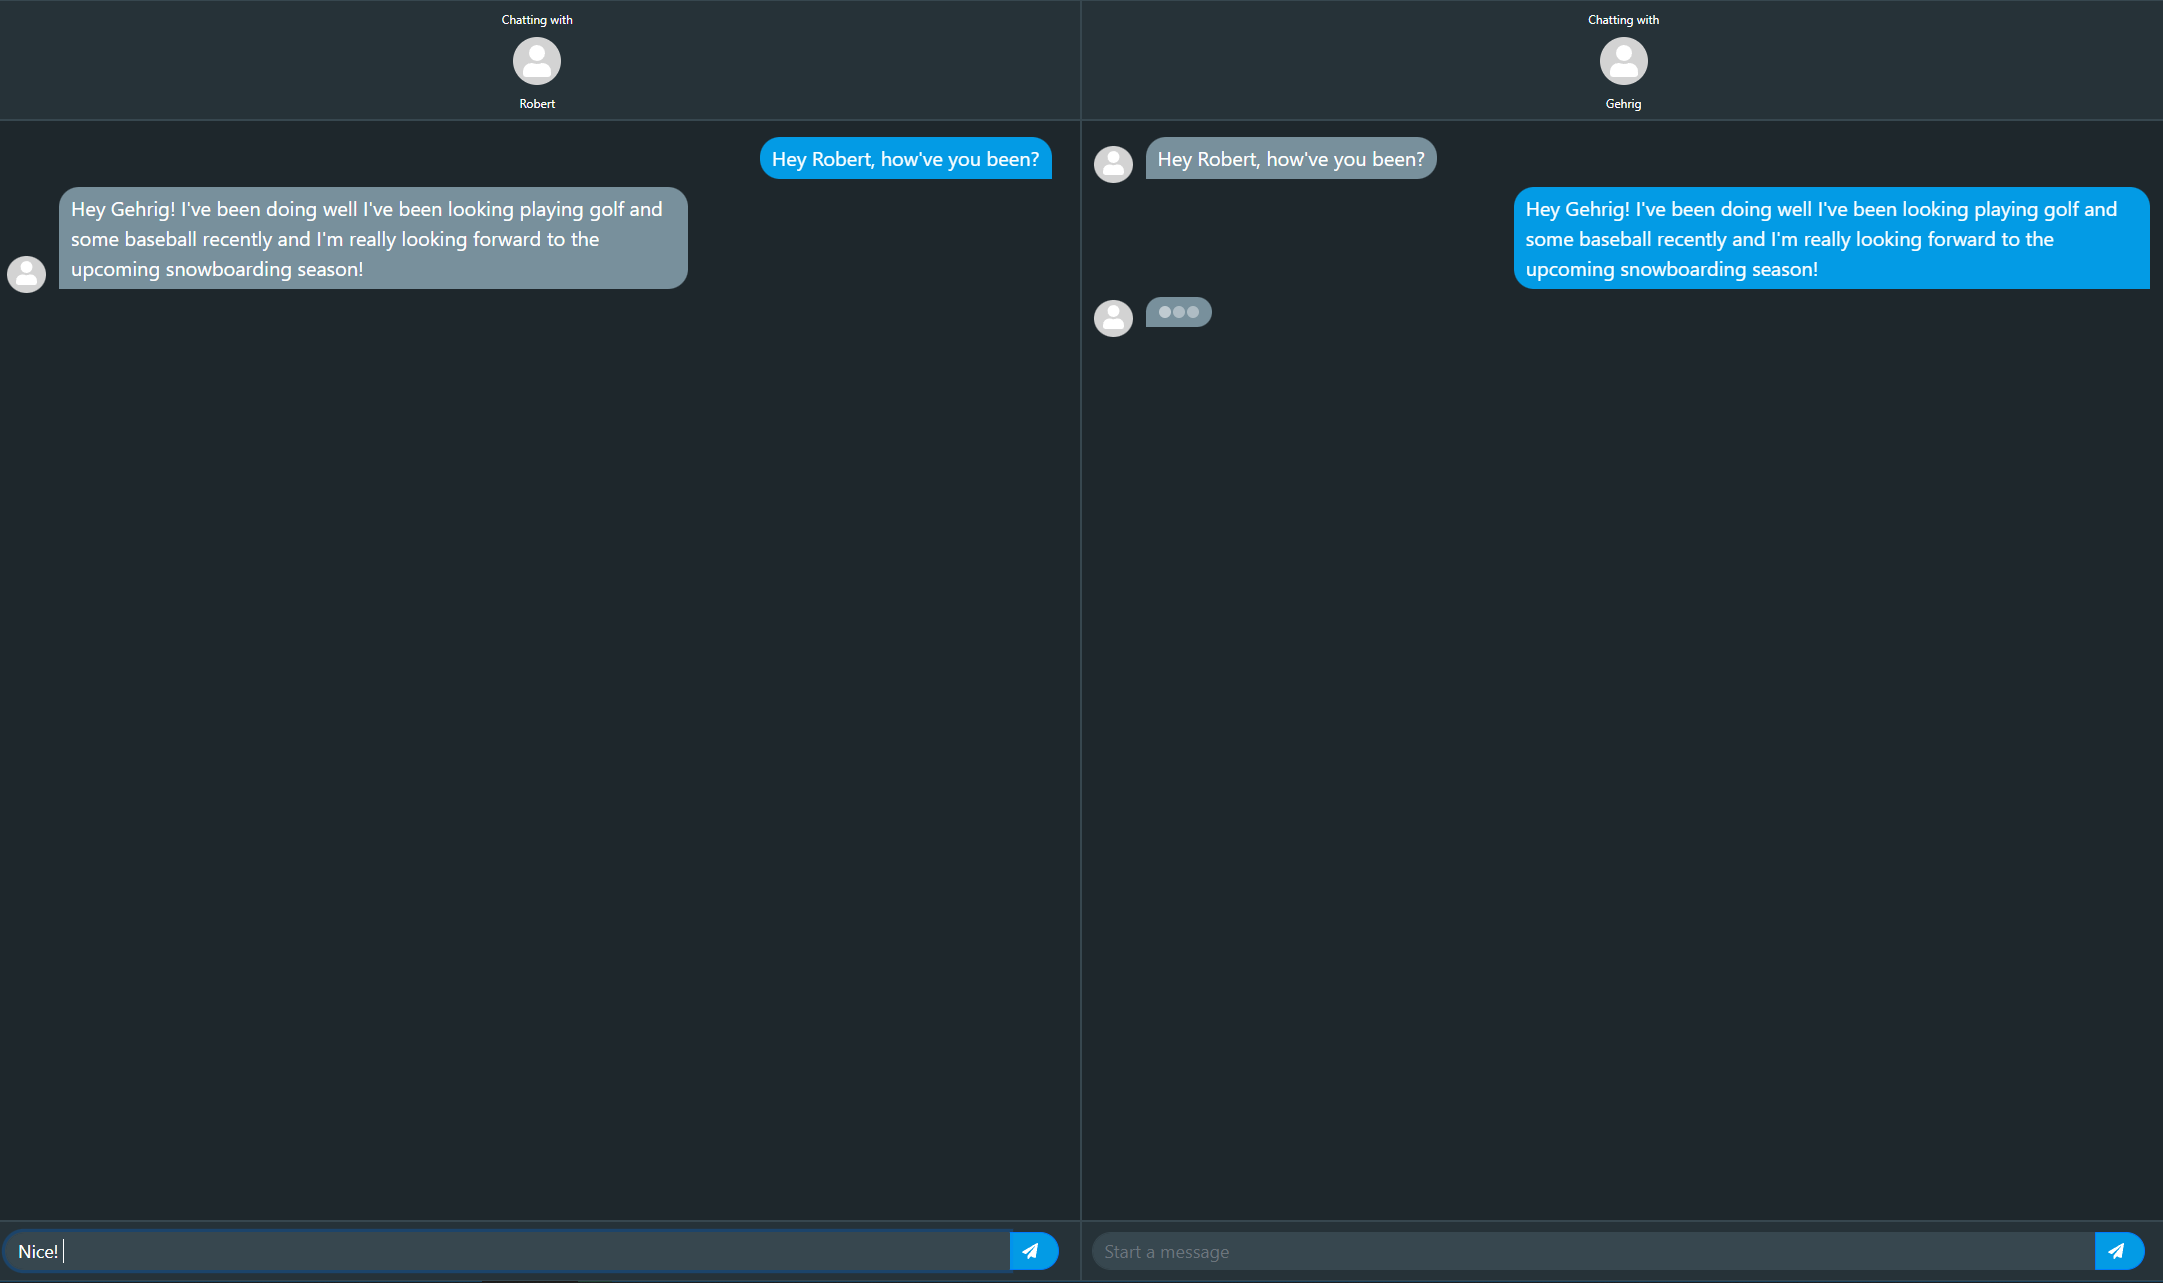 Chatting with
Robert
Hey Robert, how've you been?
Hey Gehrig! I've been doing well I've been looking playing golf and
some baseball recently and I'm really looking forward to the
upcoming snowboarding season!
Nice!
Chatting with
Gehrig
Hey Robert, how've you been?
Hey Gehrig! I've been doing well I've been looking playing golf and
some baseball recently and I'm really looking forward to the
upcoming snowboarding season!
Start a message